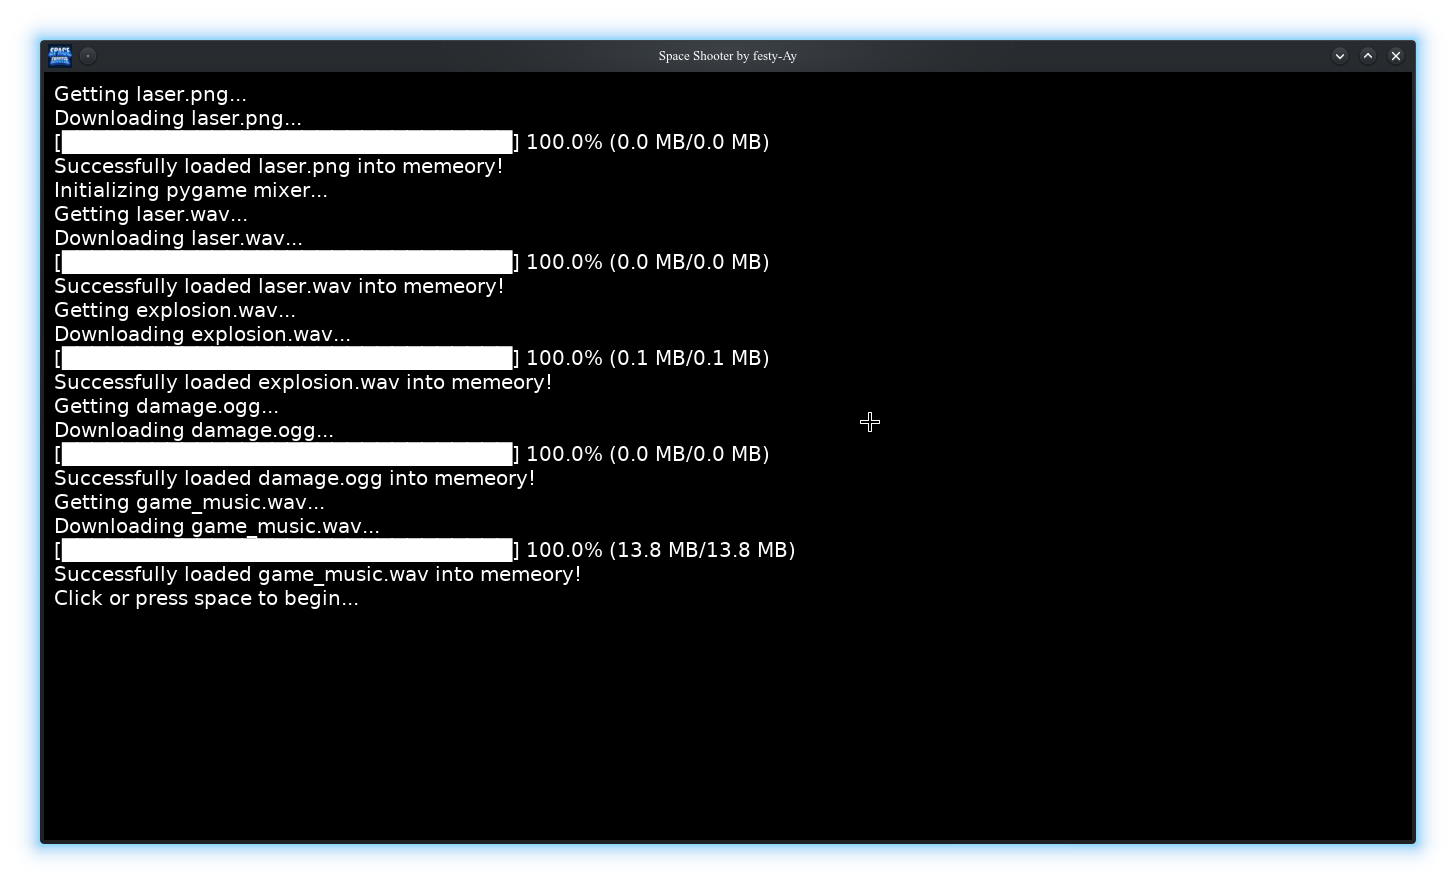 SPACE
SHOOTER
Space Shooter by festy-Ay
Getting laser.png...
Downloading laser.png...
[██████████████████████████████] 100.0% (0.0 MB/0.0 MB)
Successfully loaded laser.png into memeory!
Initializing pygame mixer...
Getting laser.wav...
Downloading laser.wav...
[██████████████████████████████] 100.0% (0.0 MB/0.0 MB)
Successfully loaded laser.wav into memeory!
Getting explosion.wav...
Downloading explosion.wav...
[██████████████████████████████] 100.0% (0.1 MB/0.1 MB)
Successfully loaded explosion.wav into memeory!
Getting damage.ogg...
Downloading damage.ogg...
[██████████████████████████████] 100.0% (0.0 MB/0.0 MB)
Successfully loaded damage.ogg into memeory!
Getting game_music.wav...
Downloading game_music.wav...
[██████████████████████████████] 100.0% (13.8 MB/13.8 MB)
Successfully loaded game_music.wav into memeory!
Click or press space to begin...